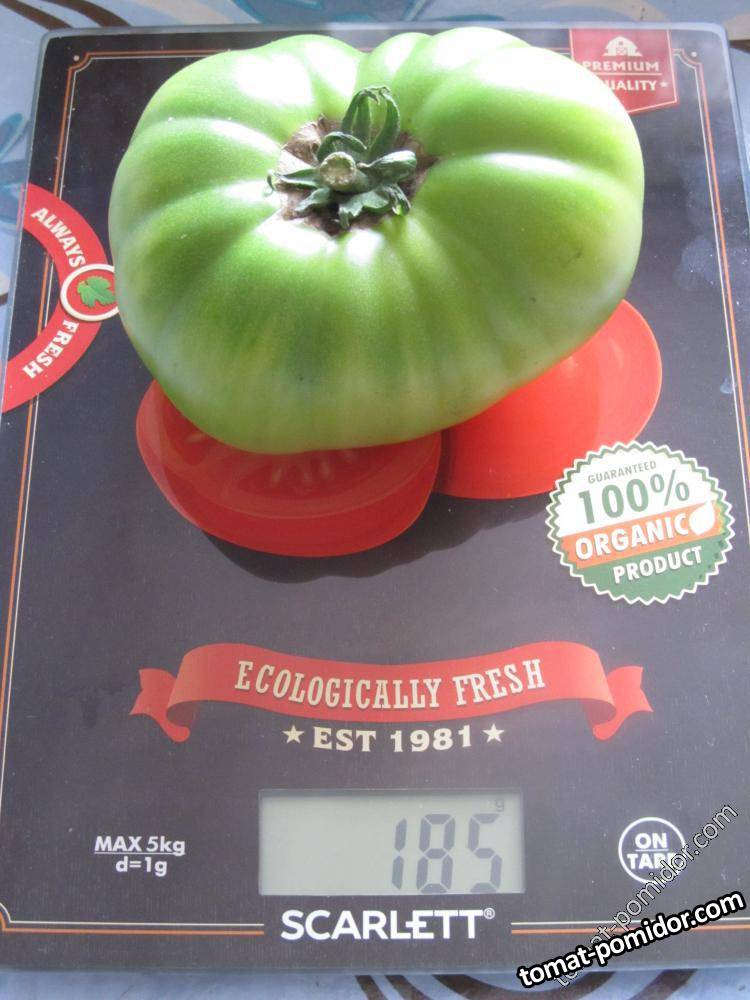 PREMIUM
QUALITY★
ALWAYS
FRESH
GUARANTEED
100%
ORGANIC
PRODUCT
ECOLOGICALLY FRESH
★ EST 1981 ★
g
185
MAX 5kg
d=1g
ON
TARE
SCARLETT®
tomat-pomidor.com
tomat-pomidor.com